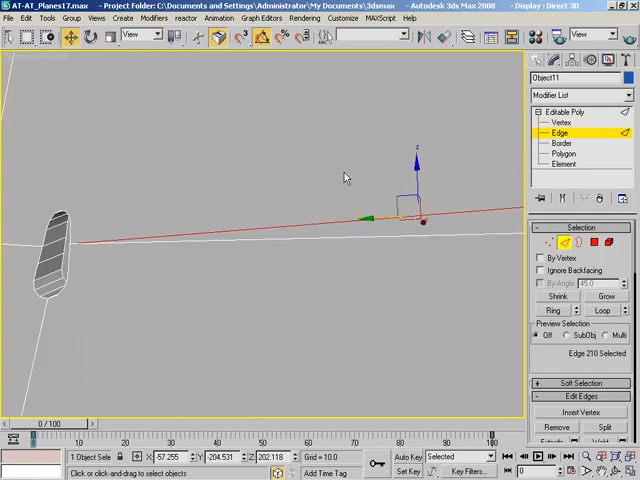 AT-AT_Planes17.max - Project Folder: C:\Documents and Settings\Administrator\My Documents\3dsmax - Autodesk 3ds Max 2008 - Display : Direct 3D
File Edit Tools Group Views Create Modifiers reactor Animation Graph Editors Rendering Customize MAXScript Help
View
View
Object11
Modifier List
Editable Poly
Vertex
Edge
Border
Polygon
Element
z
- Selection
By Vertex
Ignore Backfacing
By Angle: 45.0
Shrink Grow
Ring Loop
Preview Selection
Off SubObj Multi
Edge 210 Selected
+ Soft Selection
- Edit Edges
Insert Vertex
Remove Split
Extrude Weld
0 / 100
0 10 20 30 40 50 60 70 80 90 100
1 Object Sele X: -57.255 Y: -204.531 Z: 202.118 Grid = 10.0
Click or click-and-drag to select objects Add Time Tag
Auto Key Selected
Set Key Key Filters... 0